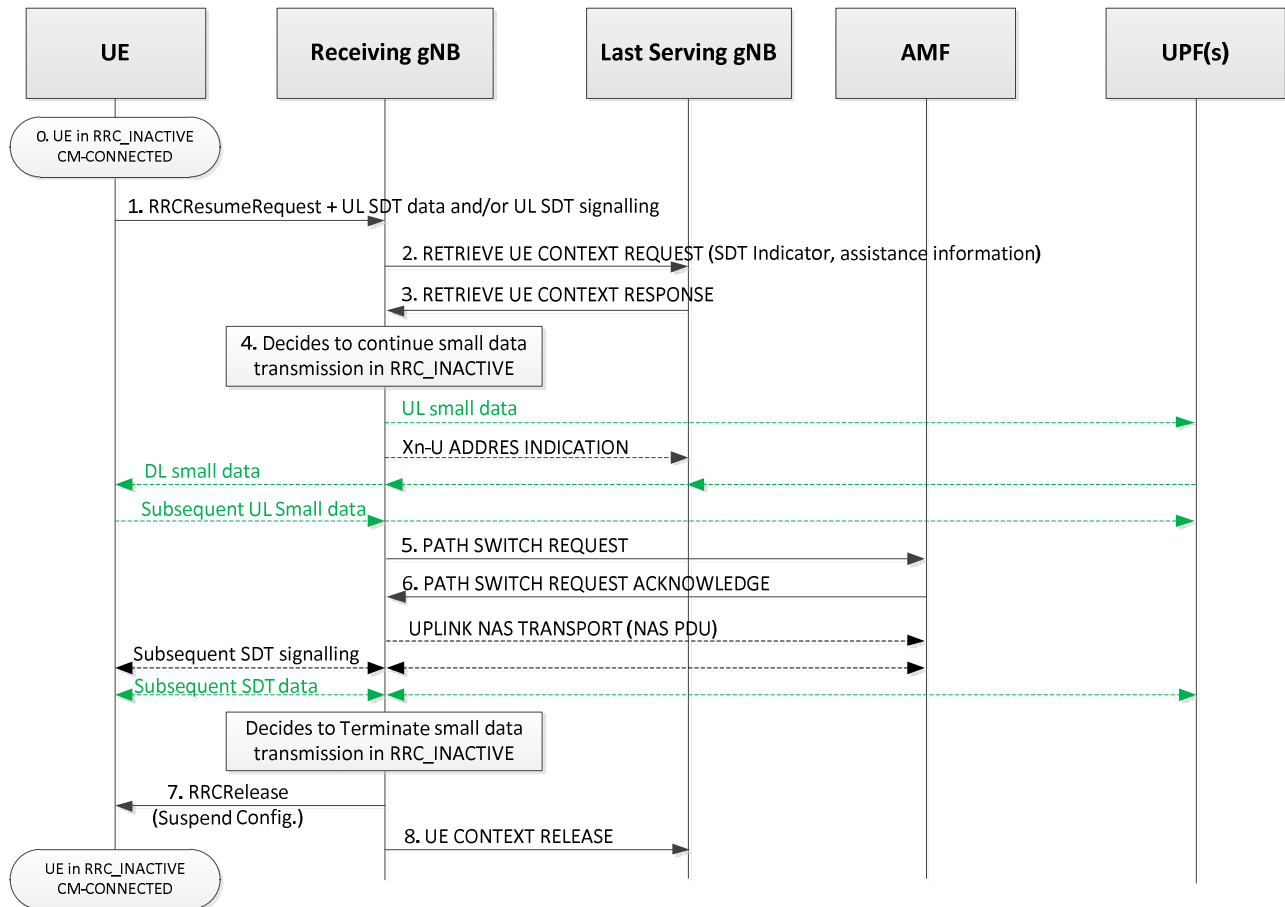 UE
Receiving gNB
Last Serving gNB
AMF
UPF(s)
0. UE in RRC_INACTIVE
CM-CONNECTED
1. RRCResumeRequest + UL SDT data and/or UL SDT signalling
2. RETRIEVE UE CONTEXT REQUEST (SDT Indicator, assistance information)
3. RETRIEVE UE CONTEXT RESPONSE
4. Decides to continue small data
transmission in RRC_INACTIVE
UL small data
Xn-U ADDRES INDICATION
DL small data
Subsequent UL Small data
5. PATH SWITCH REQUEST
6. PATH SWITCH REQUEST ACKNOWLEDGE
UPLINK NAS TRANSPORT (NAS PDU)
Subsequent SDT signalling
Subsequent SDT data
Decides to Terminate small data
transmission in RRC_INACTIVE
7. RRCRelease
(Suspend Config.)
8. UE CONTEXT RELEASE
UE in RRC_INACTIVE
CM-CONNECTED